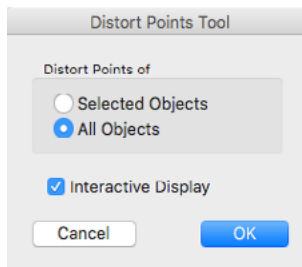 Distort Points Tool
Distort Points of
Selected Objects
All Objects
Interactive Display
Cancel OK